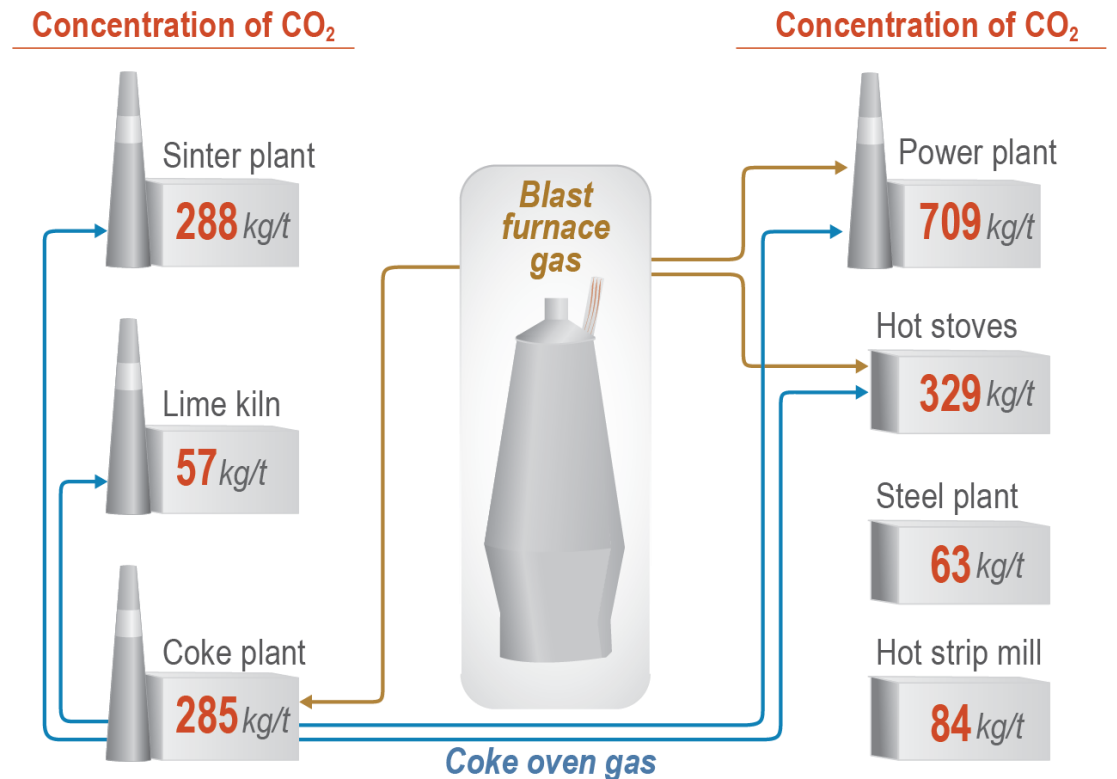 Concentration of CO₂
Sinter plant
288 kg/t
Lime kiln
57 kg/t
Coke plant
285 kg/t
Blast
furnace
gas
Coke oven gas
Concentration of CO₂
Power plant
709 kg/t
Hot stoves
329 kg/t
Steel plant
63 kg/t
Hot strip mill
84 kg/t